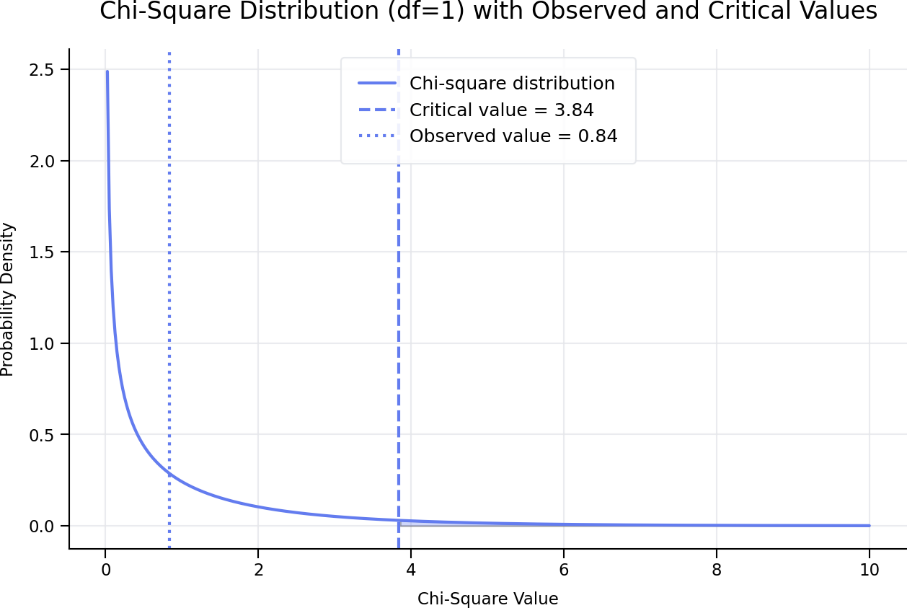 Chi-Square Distribution (df=1) with Observed and Critical Values
Chi-square distribution
Critical value = 3.84
Observed value = 0.84
Probability Density
2.5
2.0
1.5
1.0
0.5
0.0
0
2
4
6
8
10
Chi-Square Value